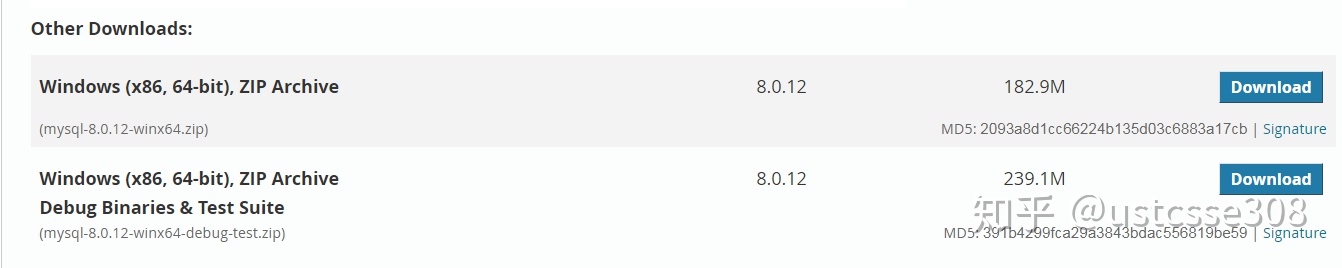 Other Downloads:
Windows (x86, 64-bit), ZIP Archive 8.0.12 182.9M Download
(mysql-8.0.12-winx64.zip) MD5: 2093a8d1cc66224b135d03c6883a17cb | Signature
Windows (x86, 64-bit), ZIP Archive 8.0.12 239.1M Download
Debug Binaries & Test Suite
知乎 @ustcsse308
(mysql-8.0.12-winx64-debug-test.zip) MD5: 391b4z99fca29a3843bdac556819be59 | Signature